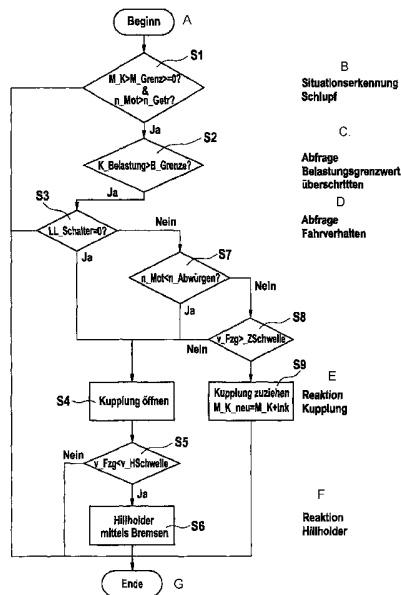 Beginn
A
S1
M_K>M_Grenz>=0?
&
n_Mot>n_Getr?
B
Situationserkennung
Schlupf
Ja
S2
K_Belastung>B_Grenze?
C.
Abfrage
Belastungsgrenzwert
überschritten
Ja
S3
LL_Schalter=0?
Nein
D
Abfrage
Fahrverhalten
Ja
S7
n_Mot<n_Abwürgen?
Nein
Ja
S8
v_Fzg>_ZSchwelle
Nein
S9
Kupplung zuziehen
M_K_neu=M_K+Ink
E
Reaktion
Kupplung
S4
Kupplung öffnen
S5
v_Fzg<v_HSchwelle
Nein
Ja
Hillholder
mittels Bremsen
S6
F
Reaktion
Hillholder
Ende
G